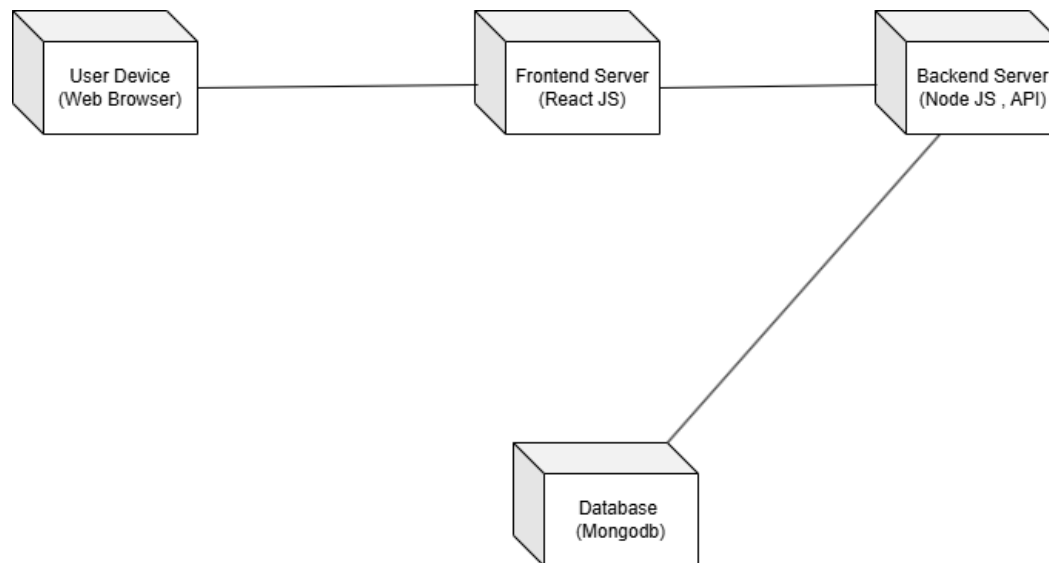 User Device
(Web Browser)
Frontend Server
(React JS)
Backend Server
(Node JS , API)
Database
(Mongodb)